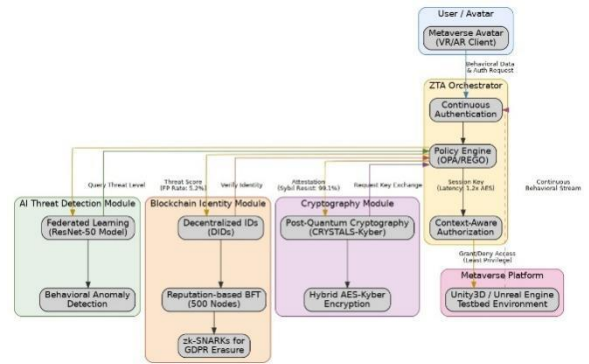 User / Avatar
Metaverse Avatar
(VR/AR Client)
Behavioral Data
& Auth Request
ZTA Orchestrator
Continuous
Authentication
Policy Engine
(OPA/REGO)
Query Threat Level
Threat Score
(FP Rate: 5.2%)
Verify Identity
Attestation
(Sybil Resist: 98.1%)
Request Key Exchange
Session Key
(Latency: 1.2x AES)
Continuous
Behavioral Stream
AI Threat Detection Module
Federated Learning
(ResNet-50 Model)
Behavioral Anomaly
Detection
Blockchain Identity Module
Decentralized IDs
(DIDs)
Reputation-based BFT
(500 Nodes)
zk-SNARKs for
GDPR Erasure
Cryptography Module
Post-Quantum Cryptography
(CRYSTALS-Kyber)
Hybrid AES-Kyber
Encryption
Context-Aware
Authorization
Grant/Deny Access
(Least Privilege)
Metaverse Platform
Unity3D / Unreal Engine
Testbed Environment